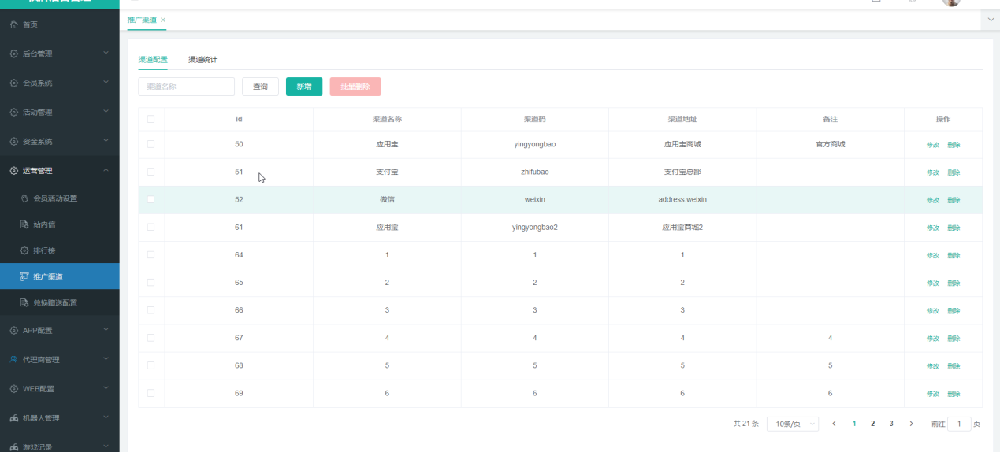 首页
后台管理
会员系统
活动管理
资金系统
运营管理
会员活动设置
站内信
排行榜
推广渠道
兑换赠送配置
APP配置
代理商管理
WEB配置
机器人管理
游戏记录
推广渠道 ×
渠道配置 渠道统计
渠道名称 查询 新增 批量删除
id 渠道名称 渠道码 渠道地址 备注 操作
50 应用宝 yingyongbao 应用宝商城 官方商城 修改 删除
51 支付宝 zhifubao 支付宝总部 修改 删除
52 微信 weixin address:weixin 修改 删除
61 应用宝 yingyongbao2 应用宝商城2 修改 删除
64 1 1 1 修改 删除
65 2 2 2 修改 删除
66 3 3 3 修改 删除
67 4 4 4 4 修改 删除
68 5 5 5 5 修改 删除
69 6 6 6 6 修改 删除
共 21 条 10条/页 1 2 3 前往 1 页